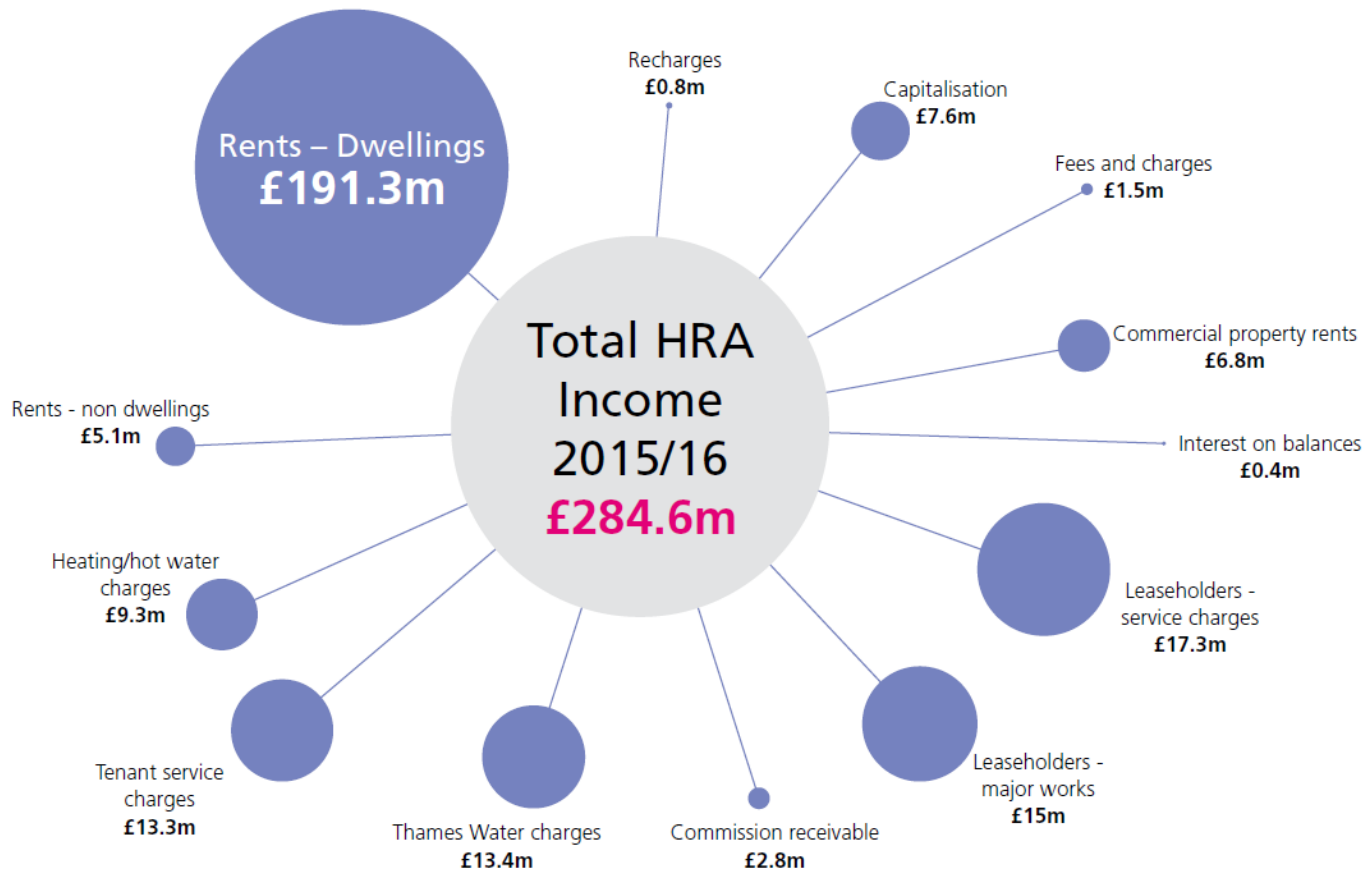 Rents – Dwellings
£191.3m
Recharges
£0.8m
Capitalisation
£7.6m
Fees and charges
£1.5m
Commercial property rents
£6.8m
Interest on balances
£0.4m
Leaseholders -
service charges
£17.3m
Leaseholders -
major works
£15m
Commission receivable
£2.8m
Thames Water charges
£13.4m
Tenant service
charges
£13.3m
Heating/hot water
charges
£9.3m
Rents - non dwellings
£5.1m
Total HRA
Income
2015/16
£284.6m